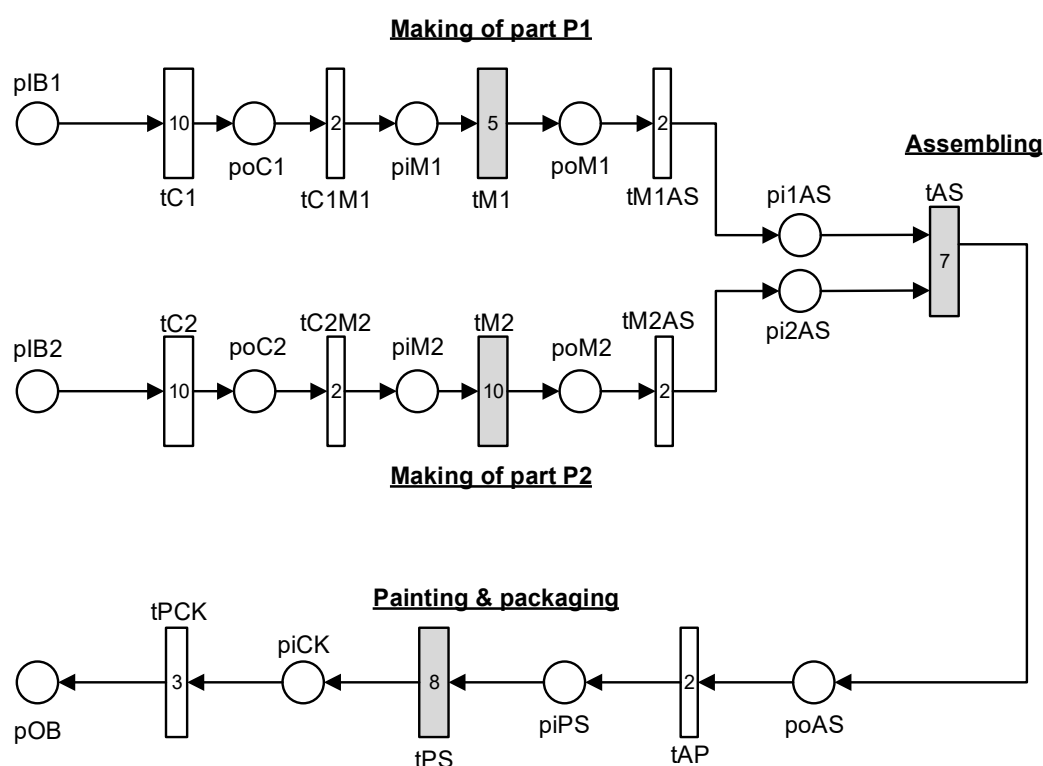 Making of part P1
pIB1
10
poC1
2
piM1
5
poM1
2
tC1
tC1M1
tM1
tM1AS
Assembling
pi1AS
tAS
7
pi2AS
pIB2
tC2
poC2
tC2M2
piM2
tM2
poM2
tM2AS
10
2
10
2
Making of part P2
Painting & packaging
tPCK
piCK
3
8
2
pOB
tPS
piPS
tAP
poAS